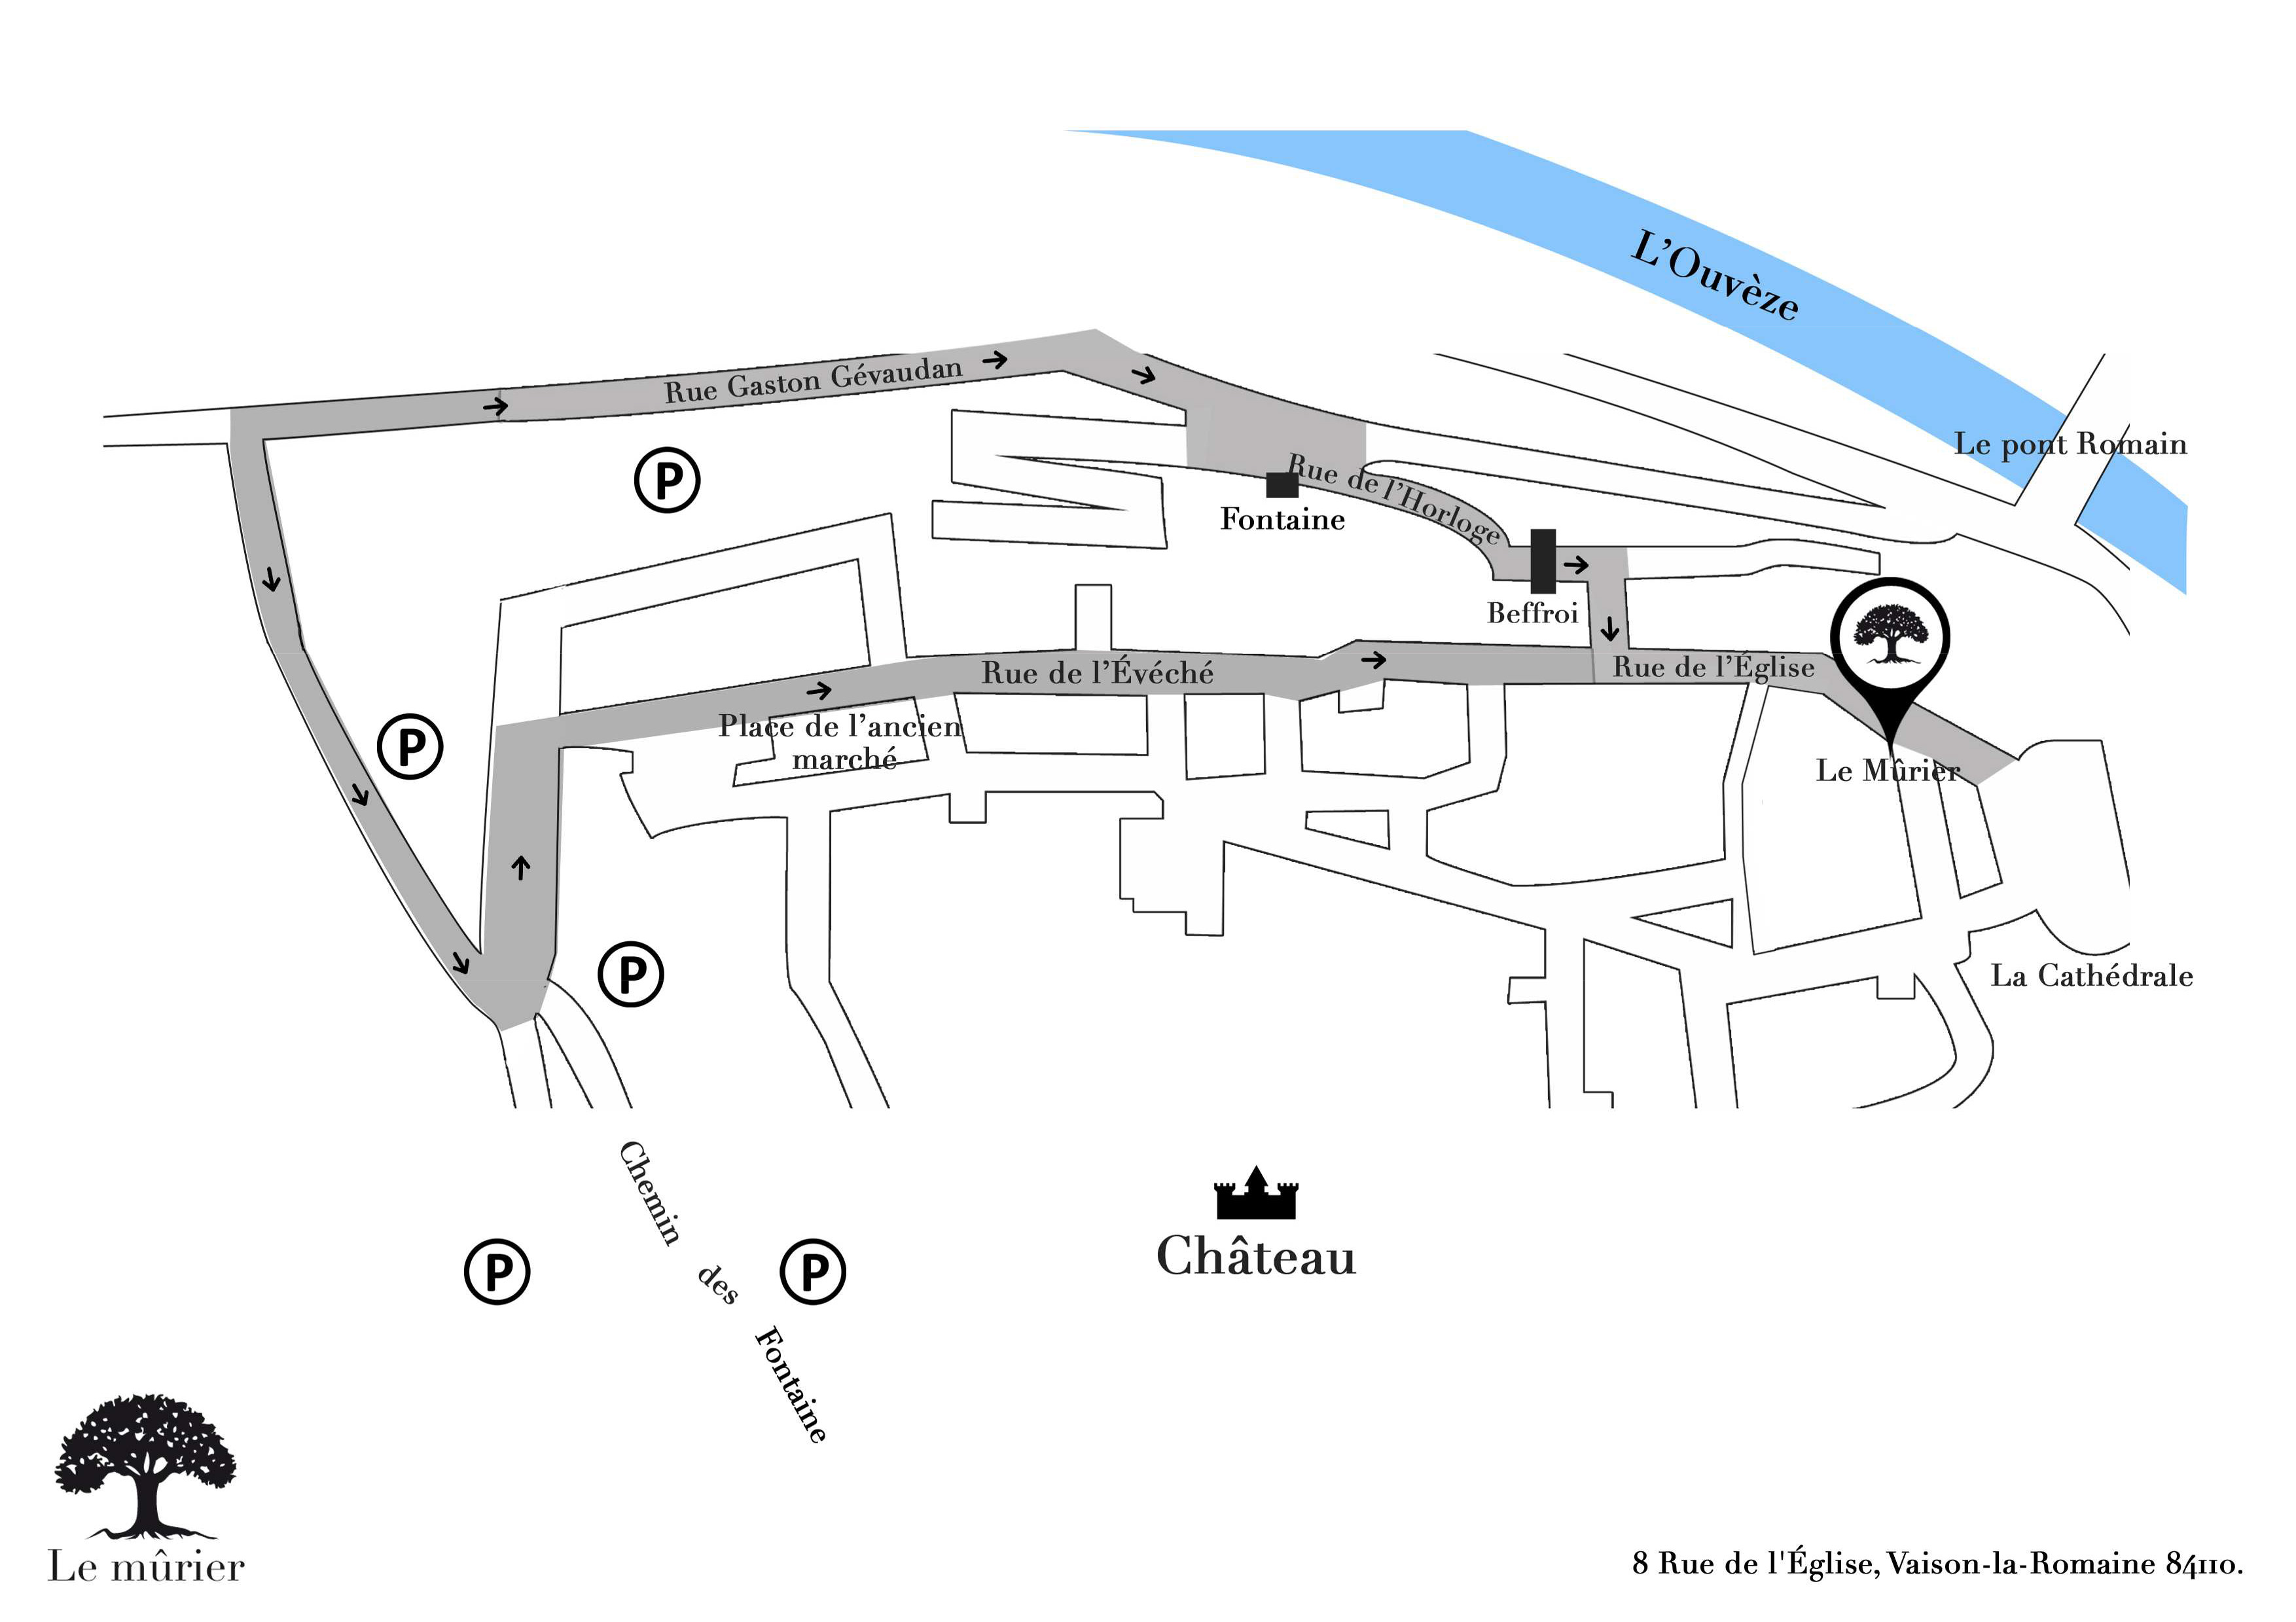 L'Ouvèze
Rue Gaston Gévaudan
Le pont Romain
P
Rue de l'Horloge
Fontaine
Beffroi
Rue de l'Évéché
Rue de l'Église
Place de l'ancien
marché
P
Le Mûrier
P
La Cathédrale
Chemin
des
Fontaine
P
P
Château
Le mûrier
8 Rue de l'Église, Vaison-la-Romaine 84110.